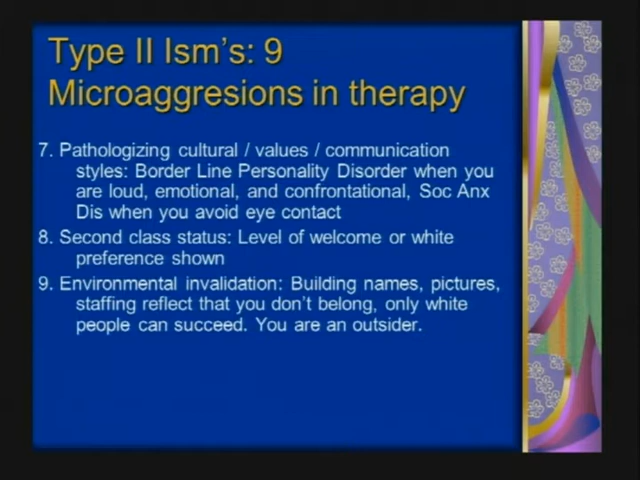 Type II Ism's: 9
Microaggresions in therapy
7. Pathologizing cultural / values / communication
styles: Border Line Personality Disorder when you
are loud, emotional, and confrontational, Soc Anx
Dis when you avoid eye contact
8. Second class status: Level of welcome or white
preference shown
9. Environmental invalidation: Building names, pictures,
staffing reflect that you don't belong, only white
people can succeed. You are an outsider.